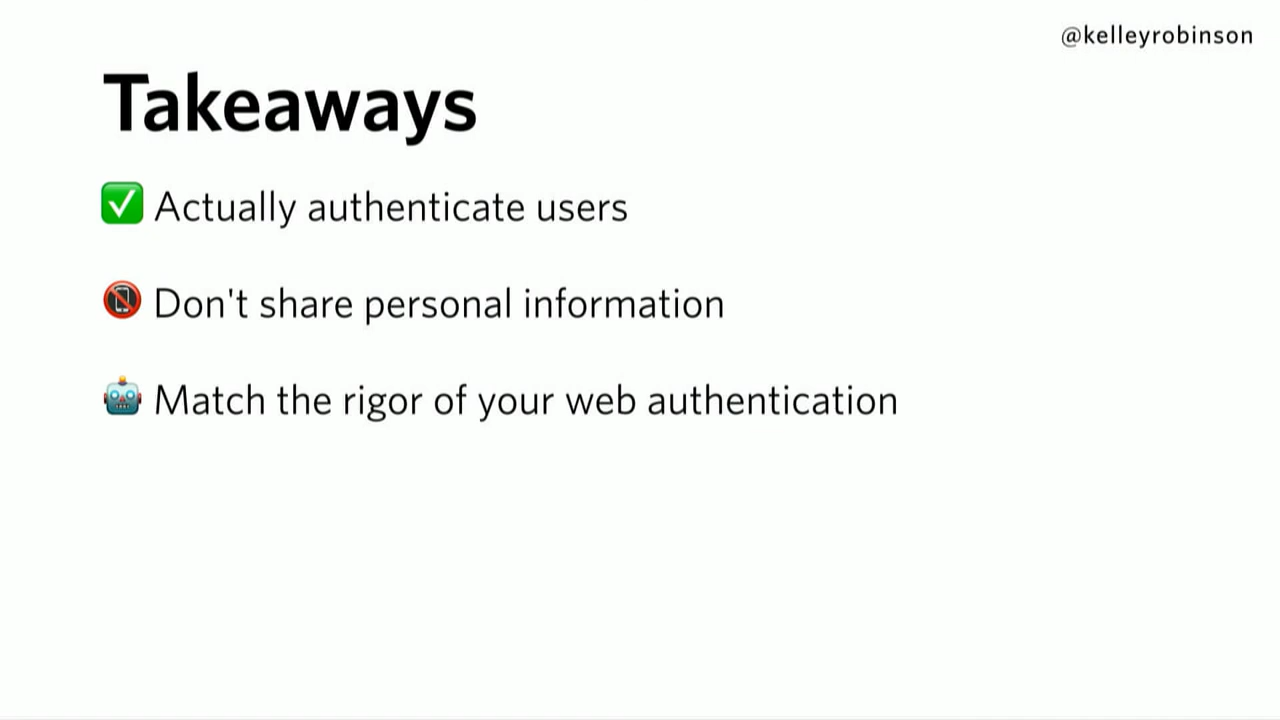 @kelleyrobinson
Takeaways
✅ Actually authenticate users
📵 Don't share personal information
🤖 Match the rigor of your web authentication